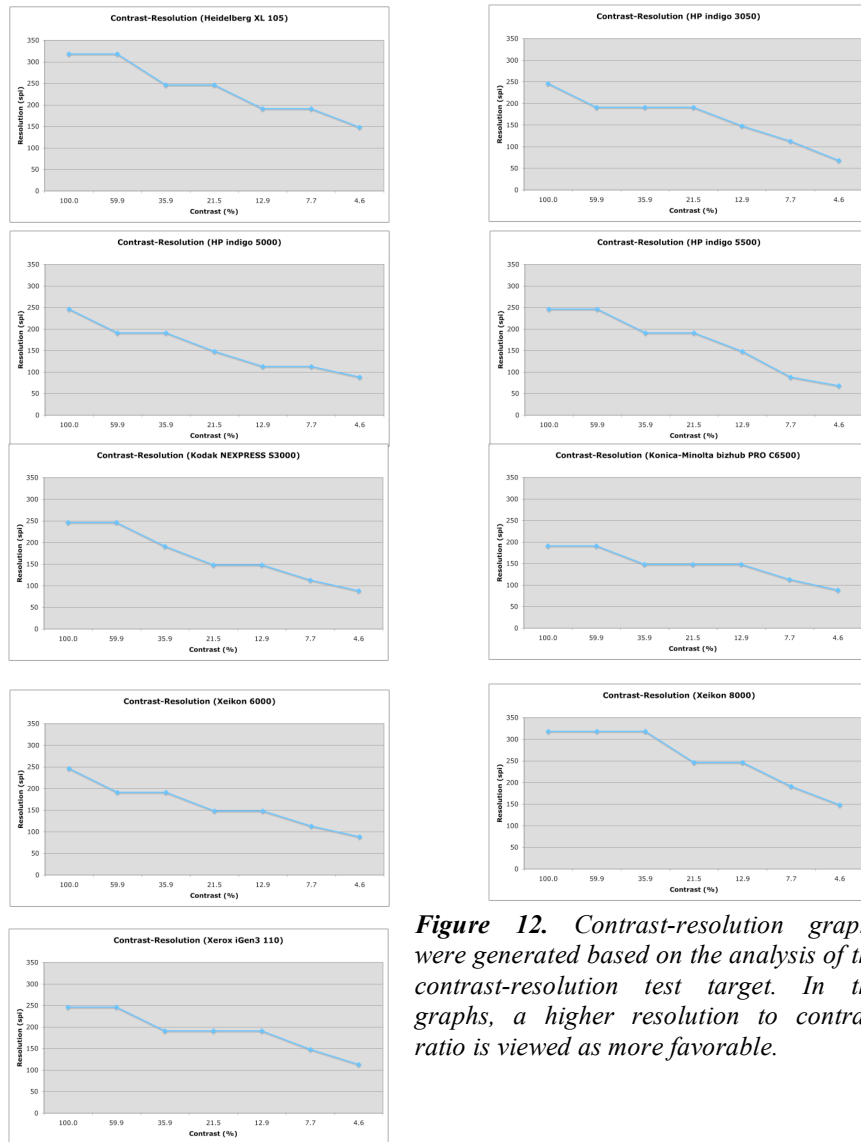 Contrast-Resolution (Heidelberg XL 105)
Resolution (spi)
350
300
250
200
150
100
50
0
100.0 59.9 35.9 21.5 12.9 7.7 4.6
Contrast (%)
Contrast-Resolution (HP indigo 3050)
Resolution (spi)
350
300
250
200
150
100
50
0
100.0 59.9 35.9 21.5 12.9 7.7 4.6
Contrast (%)
Contrast-Resolution (HP indigo 5000)
Resolution (spi)
350
300
250
200
150
100
50
0
100.0 59.9 35.9 21.5 12.9 7.7 4.6
Contrast (%)
Contrast-Resolution (HP indigo 5500)
Resolution (spi)
350
300
250
200
150
100
50
0
100.0 59.9 35.9 21.5 12.9 7.7 4.6
Contrast (%)
Contrast-Resolution (Kodak NEXPRESS S3000)
Resolution (spi)
350
300
250
200
150
100
50
0
100.0 59.9 35.9 21.5 12.9 7.7 4.6
Contrast (%)
Contrast-Resolution (Konica-Minolta bizhub PRO C6500)
Resolution (spi)
350
300
250
200
150
100
50
0
100.0 59.9 35.9 21.5 12.9 7.7 4.6
Contrast (%)
Contrast-Resolution (Xeikon 6000)
Resolution (spi)
350
300
250
200
150
100
50
0
100.0 59.9 35.9 21.5 12.9 7.7 4.6
Contrast (%)
Contrast-Resolution (Xeikon 8000)
Resolution (spi)
350
300
250
200
150
100
50
0
100.0 59.9 35.9 21.5 12.9 7.7 4.6
Contrast (%)
Contrast-Resolution (Xerox iGen3 110)
Resolution (spi)
350
300
250
200
150
100
50
0
100.0 59.9 35.9 21.5 12.9 7.7 4.6
Contrast (%)
Figure 12. Contrast-resolution grap
were generated based on the analysis of th
contrast-resolution test target. In th
graphs, a higher resolution to contra
ratio is viewed as more favorable.